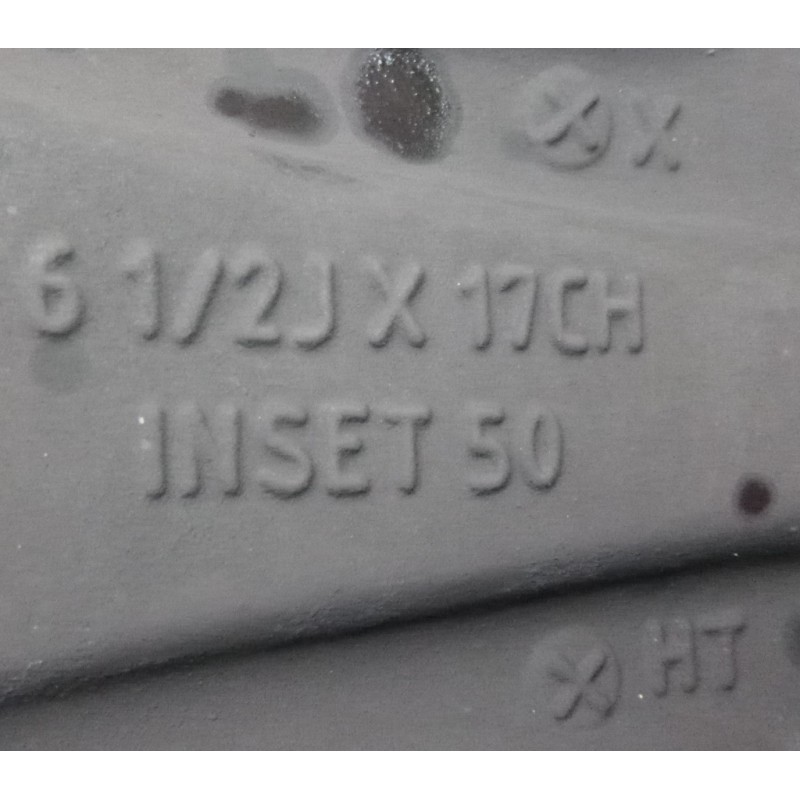 X
6 1/2J X 17CH
INSET 50
HT